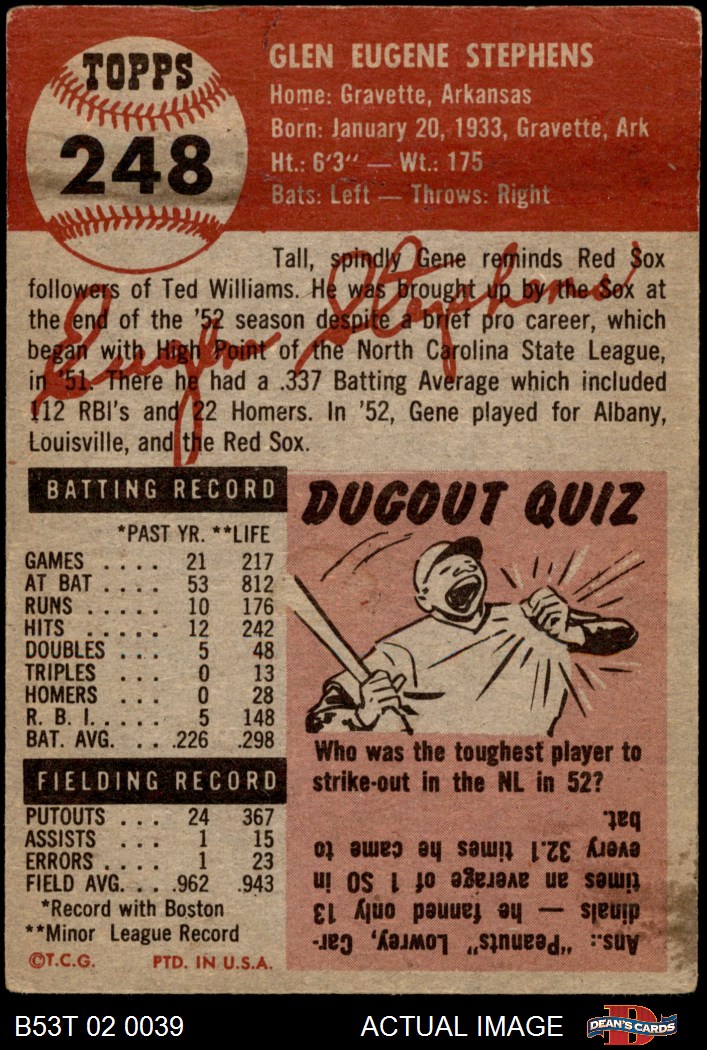 TOPPS
248
GLEN EUGENE STEPHENS
Home: Gravette, Arkansas
Born: January 20, 1933, Gravette, Ark
Ht.: 6'3" — Wt.: 175
Bats: Left — Throws: Right
Tall, spindly Gene reminds Red Sox
followers of Ted Williams. He was brought up by the Sox at
the end of the '52 season despite a brief pro career, which
began with High Point of the North Carolina State League,
in '51. There he had a .337 Batting Average which included
112 RBI's and 22 Homers. In '52, Gene played for Albany,
Louisville, and the Red Sox.
Eugene Stephens
BATTING RECORD
*PAST YR. **LIFE
GAMES .... 21 217
AT BAT .... 53 812
RUNS ..... 10 176
HITS ..... 12 242
DOUBLES ... 5 48
TRIPLES ... 0 13
HOMERS ... 0 28
R. B. I..... 5 148
BAT. AVG. ... .226 .298
FIELDING RECORD
PUTOUTS ... 24 367
ASSISTS ... 1 15
ERRORS ... 1 23
FIELD AVG. ... .962 .943
*Record with Boston
**Minor League Record
©T.C.G. PTD. IN U.S.A.
DUGOUT QUIZ
Who was the toughest player to
strike-out in the NL in 52?
Ans.: "Peanuts" Lowrey, Car-
dinals — he fanned only 13
times an average of 1 SO in
every 32.1 times he came to
bat.
B53T 02 0039 ACTUAL IMAGE
DEAN'S CARDS